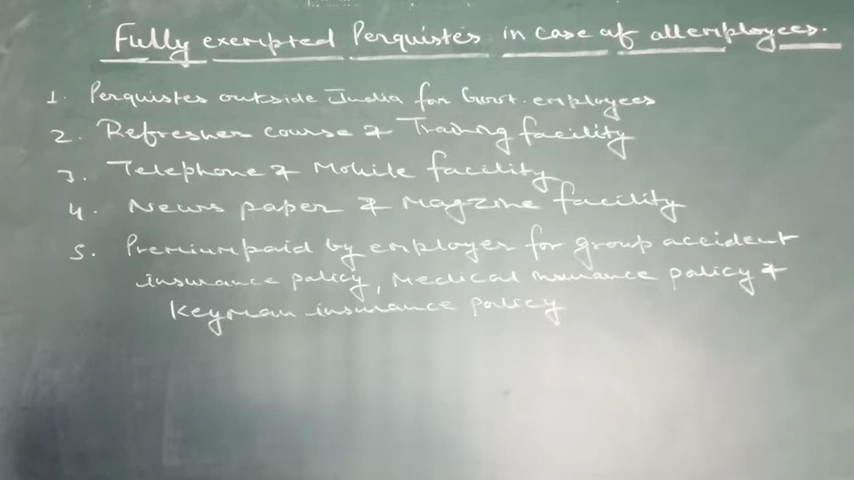 Fully exempted Perquistes in case of all employees.
1. Perquistes outside India for Govt. employees
2. Refresher course & Training facility
3. Telephone & Mobile facility
4. News paper & Magzine facility
5. Premium paid by employer for group accident
insurance policy, Medical insurance policy &
Keyman insurance policy